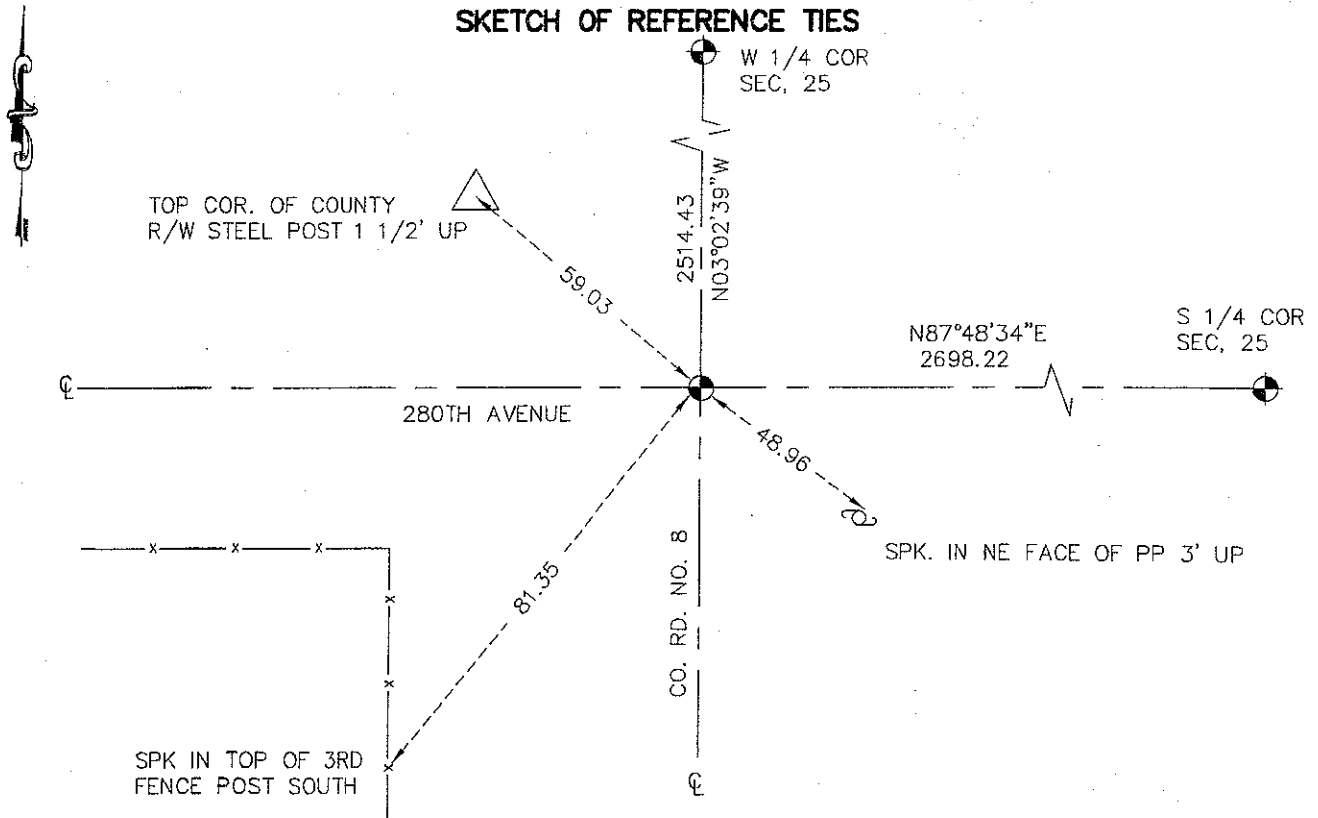 SKETCH OF REFERENCE TIES
W 1/4 COR
SEC, 25
TOP COR. OF COUNTY
R/W STEEL POST 1 1/2' UP
59.03
2514.43
N03°02'39"W
N87°48'34"E
2698.22
S 1/4 COR
SEC, 25
℄
280TH AVENUE
48.96
SPK. IN NE FACE OF PP 3' UP
81.35
CO. RD. NO. 8
SPK IN TOP OF 3RD
FENCE POST SOUTH
℄